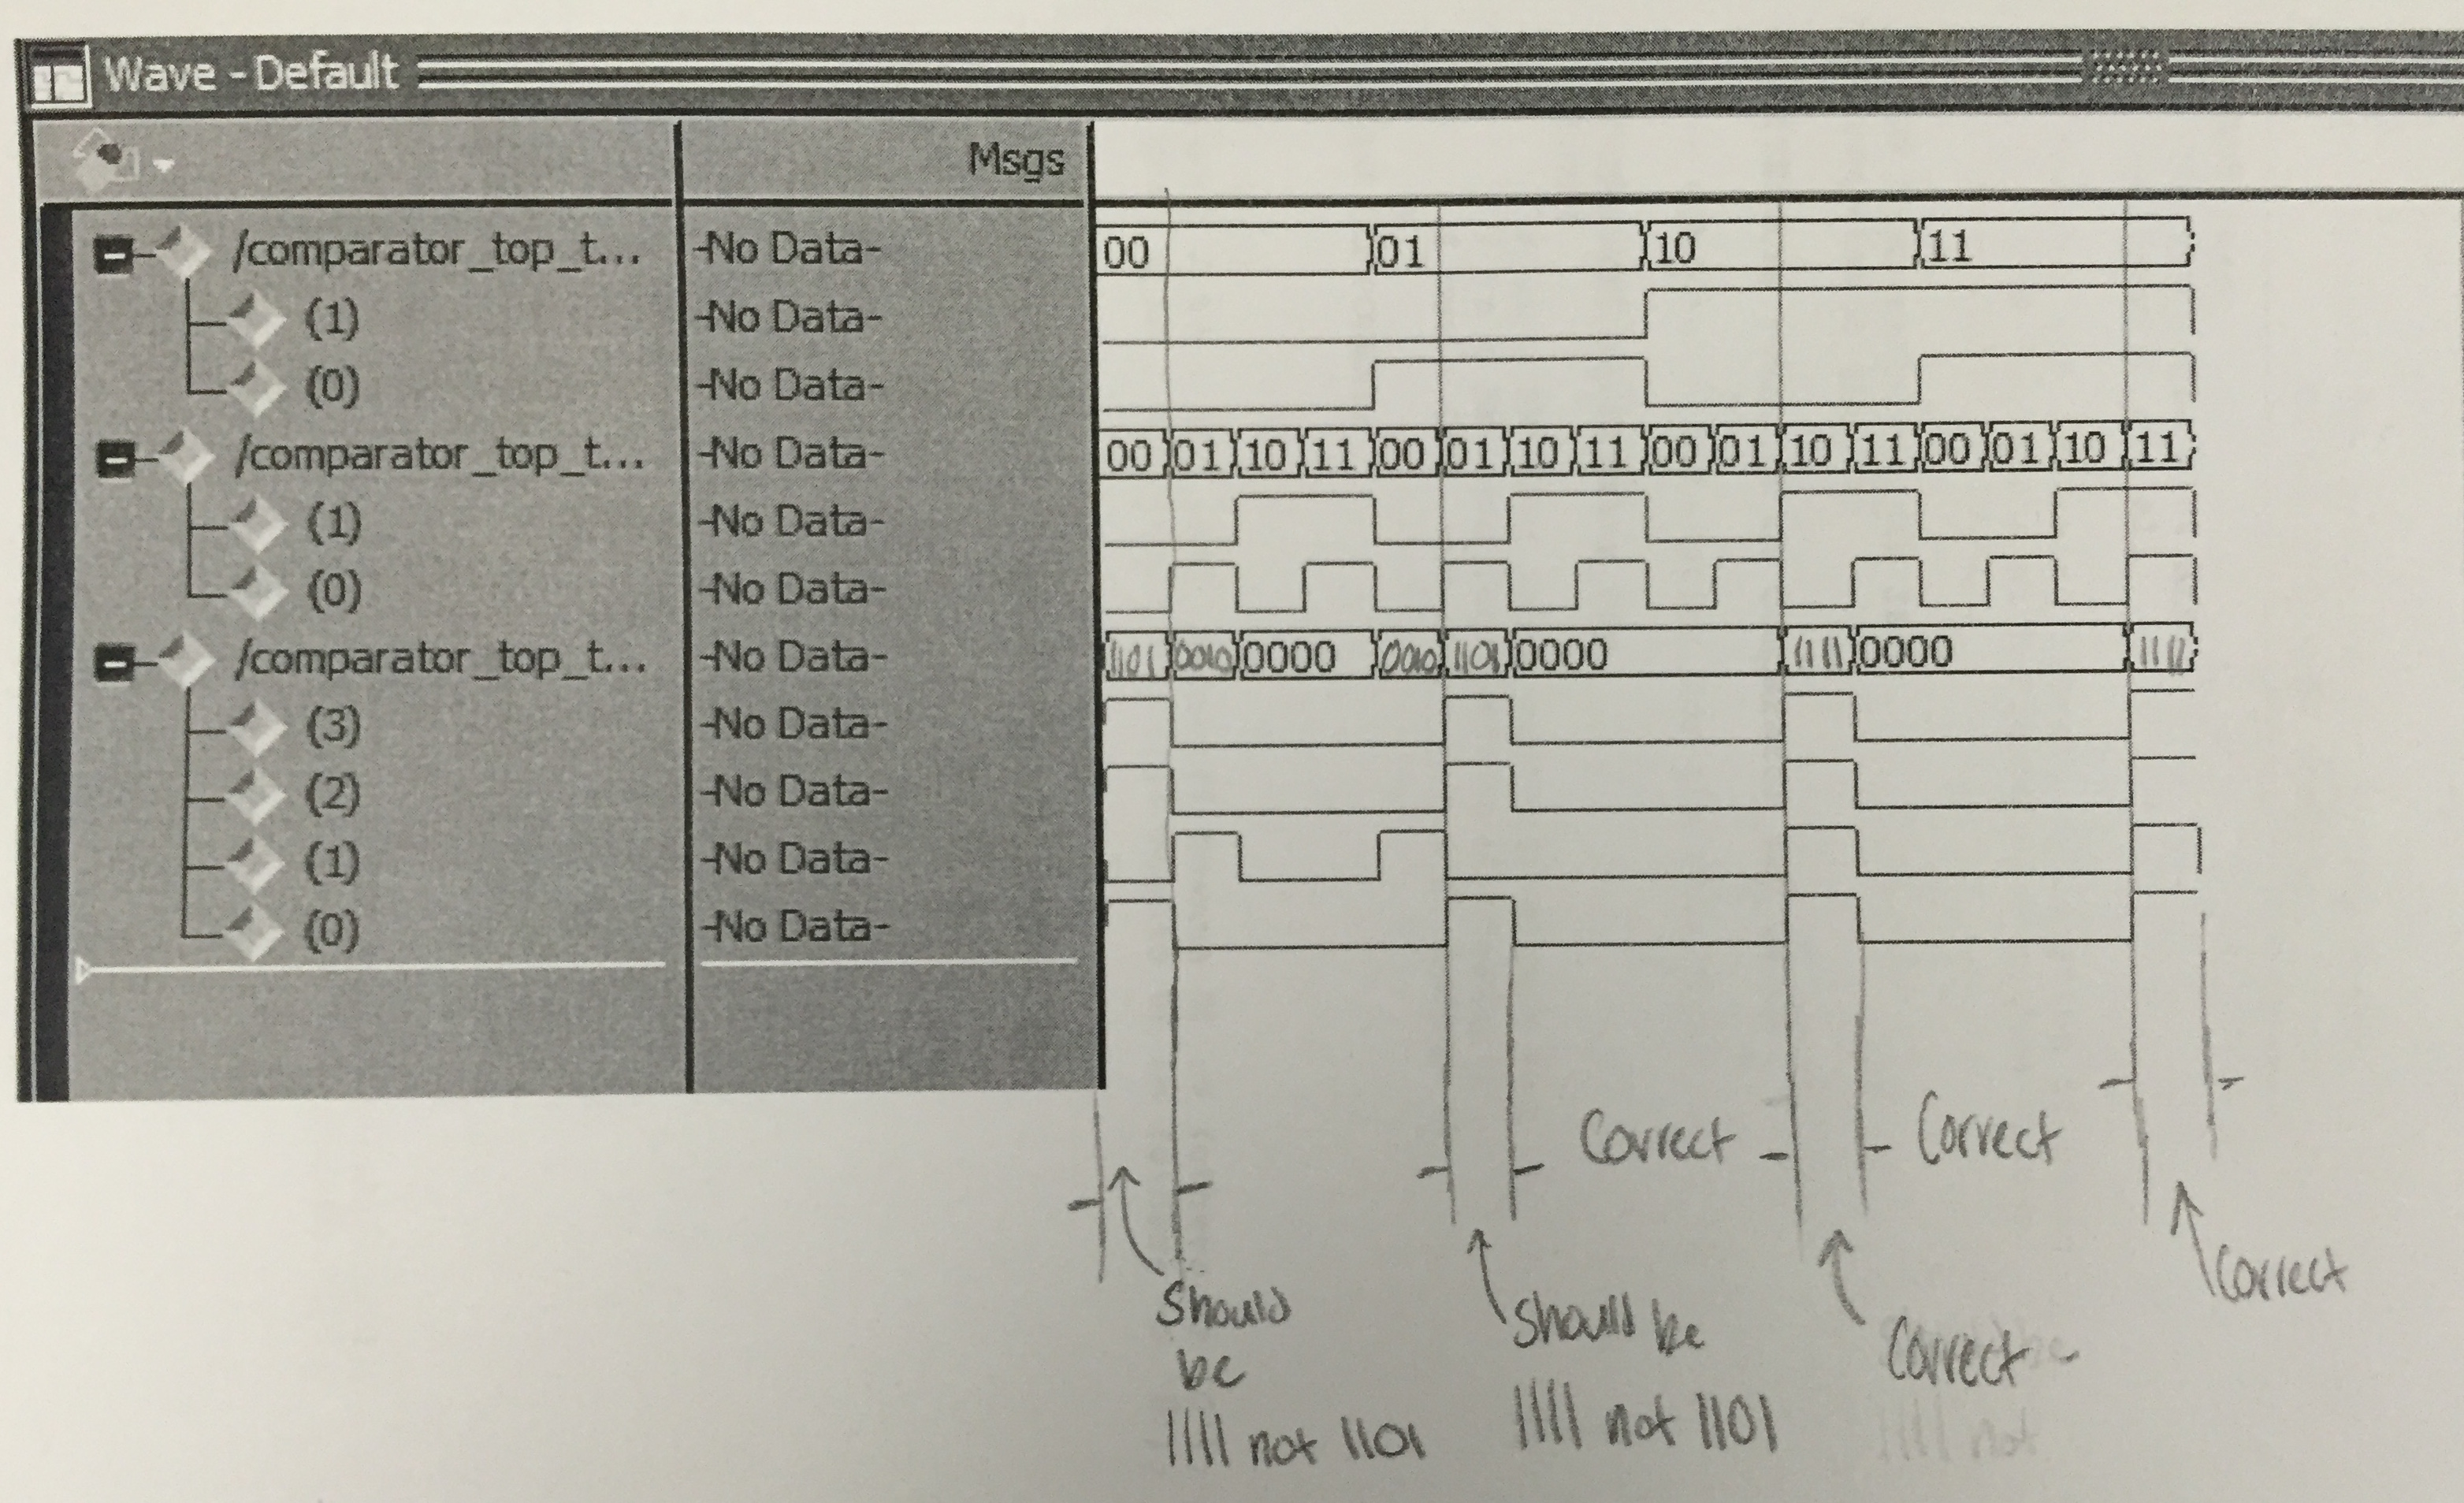 Wave - Default
Msgs
/comparator_top_t... -No Data- 00 01 10 11
(1) -No Data-
(0) -No Data-
/comparator_top_t... -No Data- 00 01 10 11 00 01 10 11 00 01 10 11 00 01 10 11
(1) -No Data-
(0) -No Data-
/comparator_top_t... -No Data- 1101 0010 0000 0010 1101 0000 1111 0000 1111
(3) -No Data-
(2) -No Data-
(1) -No Data-
(0) -No Data-
Correct Correct
Should
be
1111 not 1101
Should be
1111 not 1101
Correct
Correct